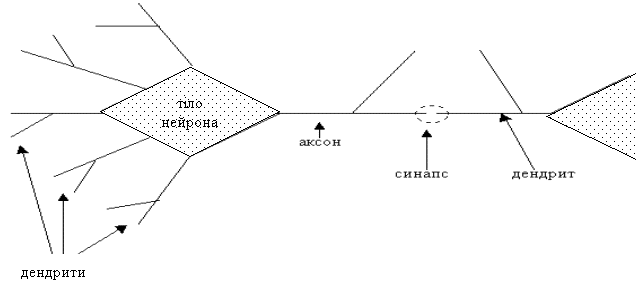 тіло
нейрона
аксон
синапс
дендрит
дендрити